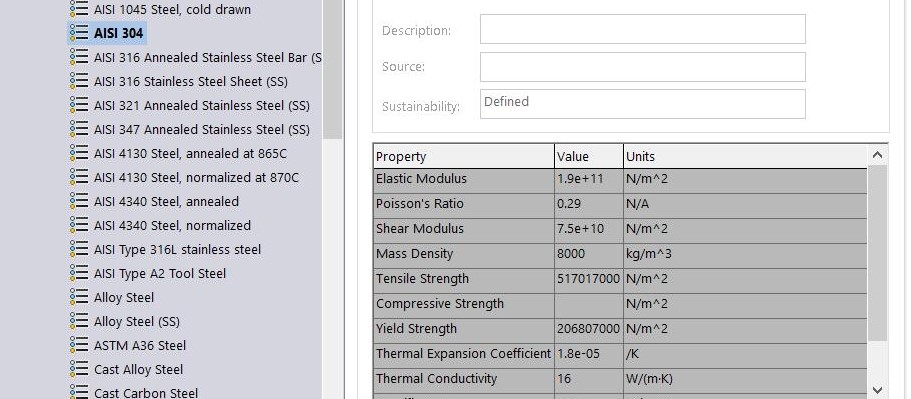 AISI 1045 Steel, cold drawn
AISI 304
AISI 316 Annealed Stainless Steel Bar (S
AISI 316 Stainless Steel Sheet (SS)
AISI 321 Annealed Stainless Steel (SS)
AISI 347 Annealed Stainless Steel (SS)
AISI 4130 Steel, annealed at 865C
AISI 4130 Steel, normalized at 870C
AISI 4340 Steel, annealed
AISI 4340 Steel, normalized
AISI Type 316L stainless steel
AISI Type A2 Tool Steel
Alloy Steel
Alloy Steel (SS)
ASTM A36 Steel
Cast Alloy Steel
Cast Carbon Steel
Description:
Source:
Sustainability: Defined
Property Value Units
Elastic Modulus 1.9e+11 N/m^2
Poisson's Ratio 0.29 N/A
Shear Modulus 7.5e+10 N/m^2
Mass Density 8000 kg/m^3
Tensile Strength 517017000 N/m^2
Compressive Strength N/m^2
Yield Strength 206807000 N/m^2
Thermal Expansion Coefficient 1.8e-05 /K
Thermal Conductivity 16 W/(m·K)